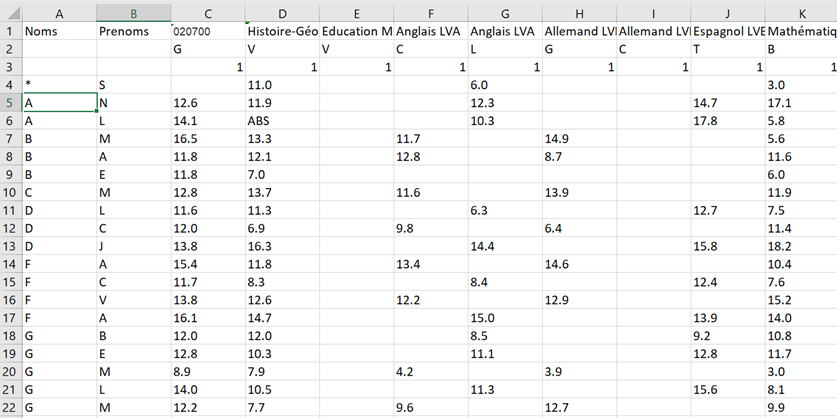 A B C D E F G H I J K
1 Noms Prenoms 020700 Histoire-Géo Education M Anglais LVA Anglais LVA Allemand LVI Allemand LVI Espagnol LVE Mathématiq
2 G V V C L G C T B
3 1 1 1 1 1 1 1 1 1
4 * S 11.0 6.0 3.0
5 A N 12.6 11.9 12.3 14.7 17.1
6 A L 14.1 ABS 10.3 17.8 5.8
7 B M 16.5 13.3 11.7 14.9 5.6
8 B A 11.8 12.1 12.8 8.7 11.6
9 B E 11.8 7.0 6.0
10 C M 12.8 13.7 11.6 13.9 11.9
11 D L 11.6 11.3 6.3 12.7 7.5
12 D C 12.0 6.9 9.8 6.4 11.4
13 D J 13.8 16.3 14.4 15.8 18.2
14 F A 15.4 11.8 13.4 14.6 10.4
15 F C 11.7 8.3 8.4 12.4 7.6
16 F V 13.8 12.6 12.2 12.9 15.2
17 F A 16.1 14.7 15.0 13.9 14.0
18 G B 12.0 12.0 8.5 9.2 10.8
19 G E 12.8 10.3 11.1 12.8 11.7
20 G M 8.9 7.9 4.2 3.9 3.0
21 G L 14.0 10.5 11.3 15.6 8.1
22 G M 12.2 7.7 9.6 12.7 9.9